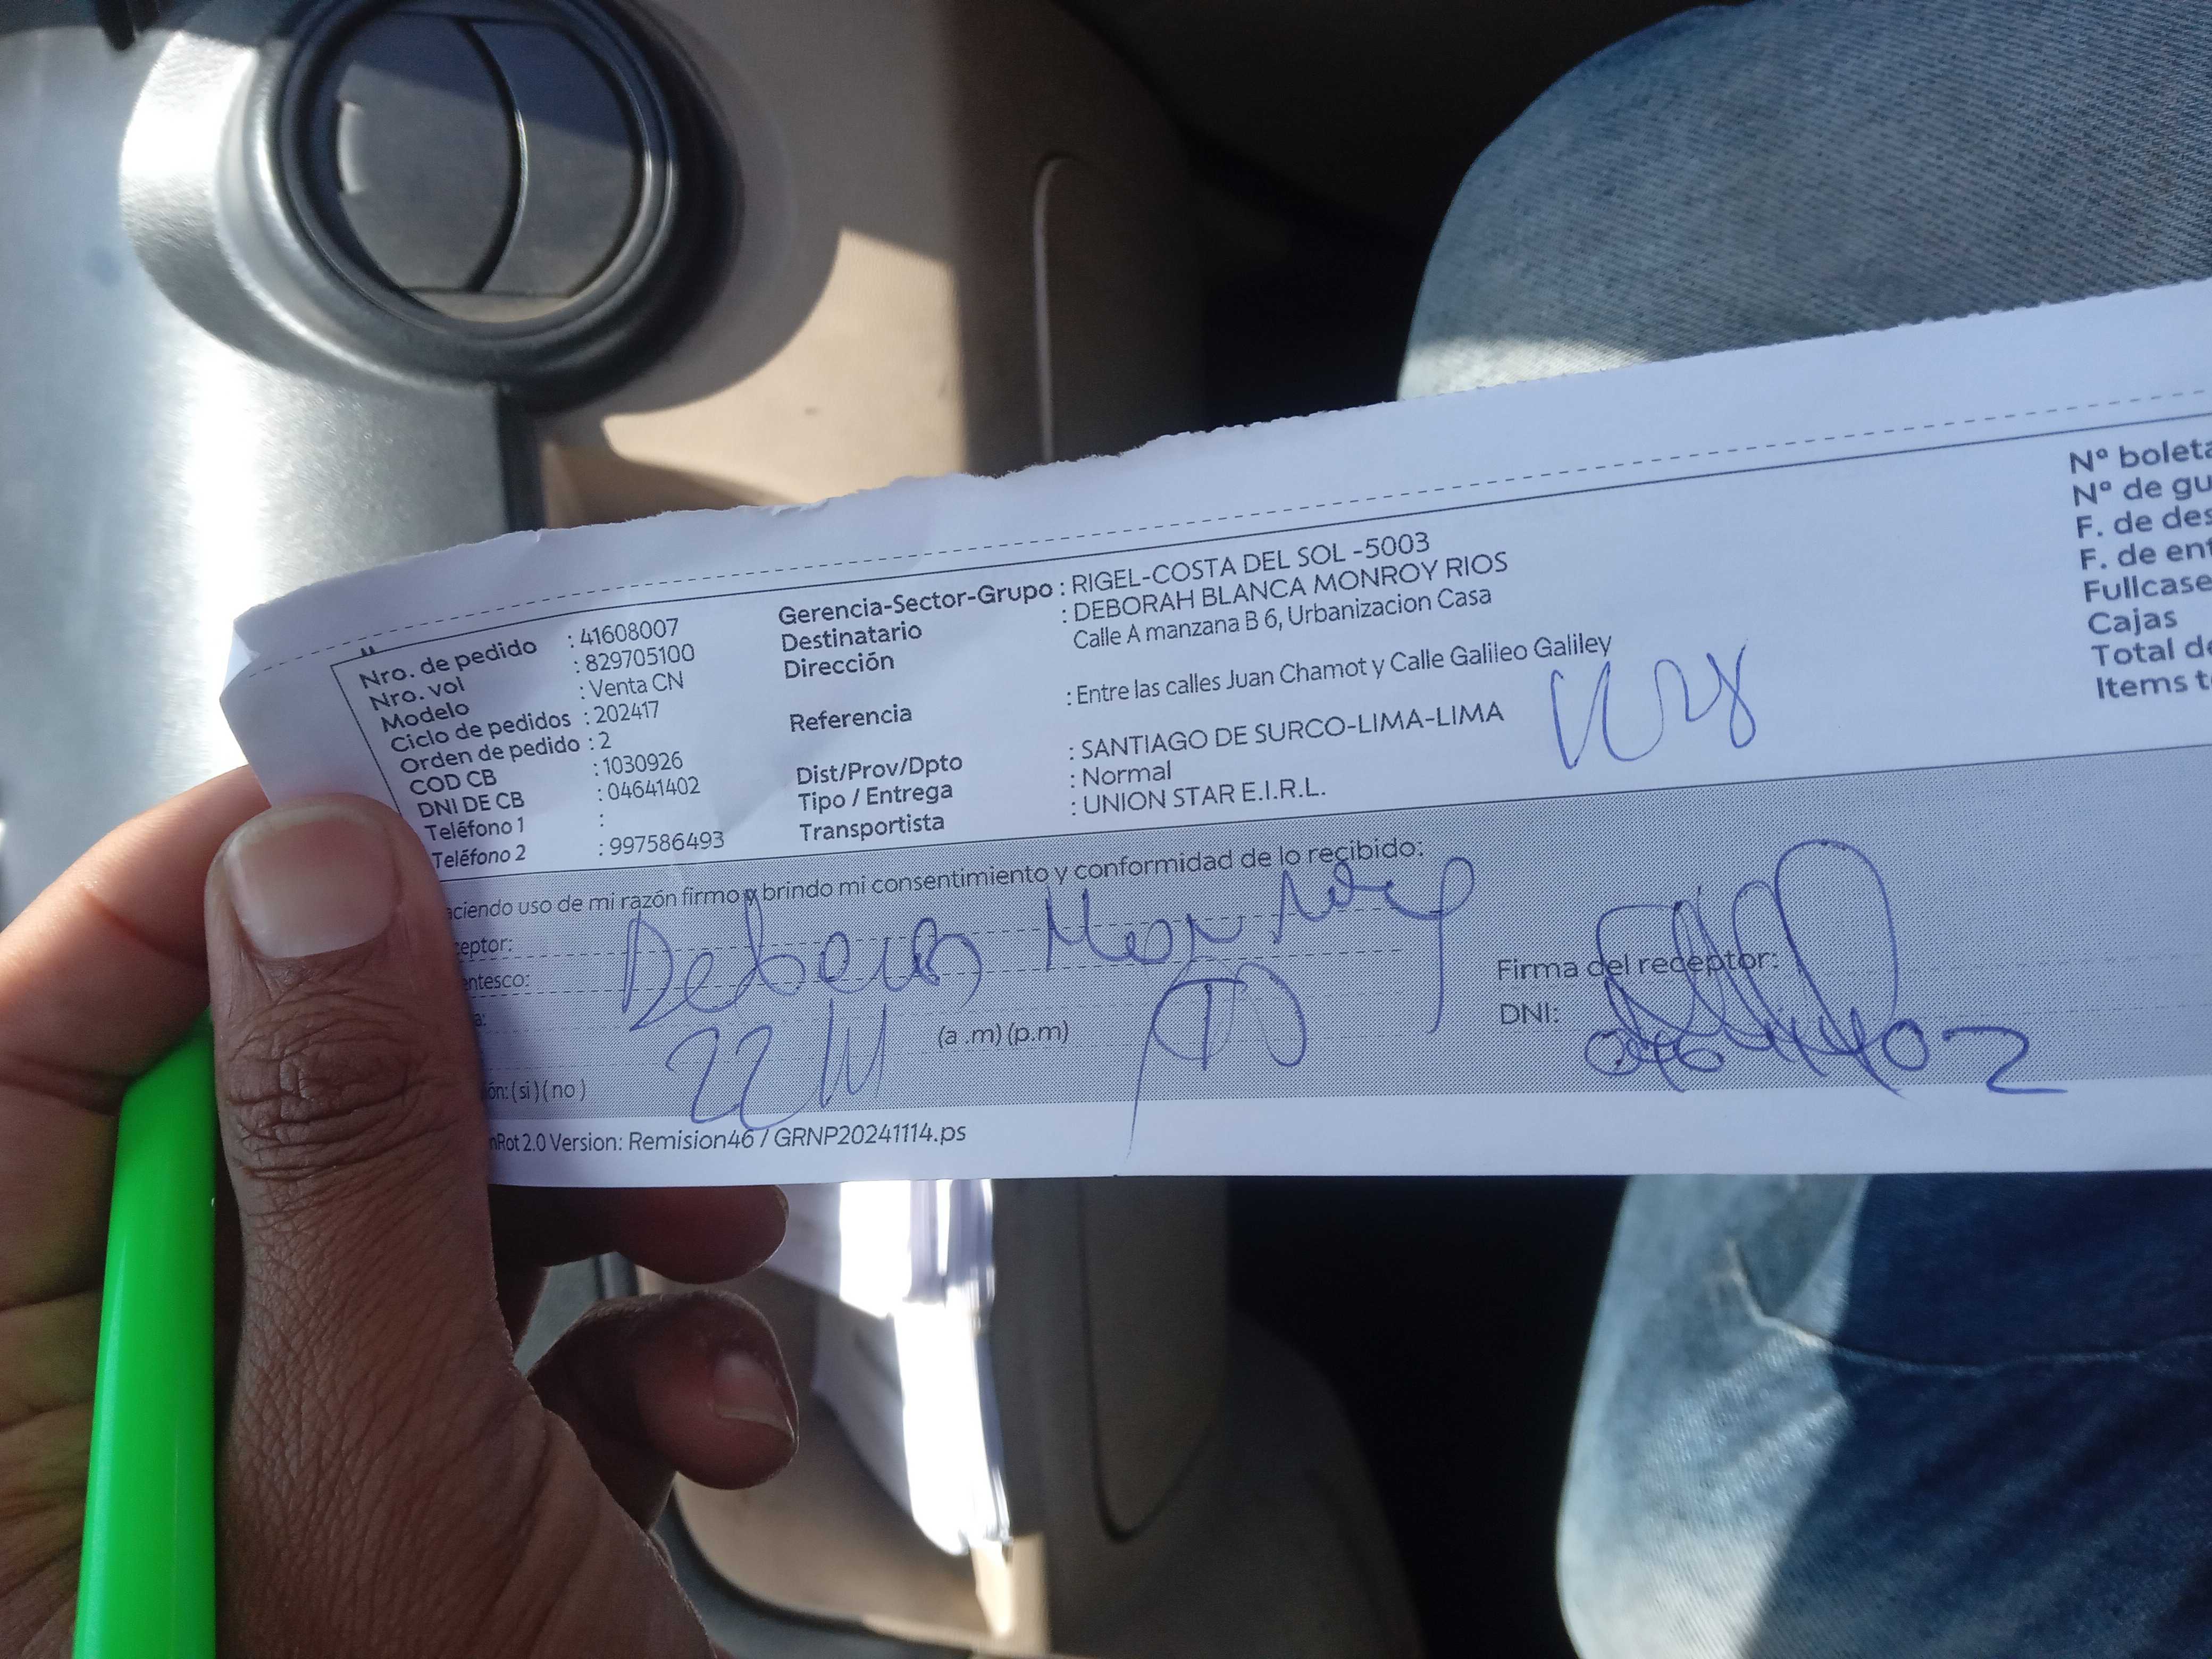 Nro. de pedido : 41608007
Nro. vol : 829705100
Modelo : Venta CN
Ciclo de pedidos : 202417
Orden de pedido : 2
COD CB : 1030926
DNI DE CB : 04641402
Teléfono 1 :
Teléfono 2 : 997586493
Gerencia-Sector-Grupo : RIGEL-COSTA DEL SOL -5003
Destinatario : DEBORAH BLANCA MONROY RIOS
Dirección Calle A manzana B 6, Urbanizacion Casa
Referencia : Entre las calles Juan Chamot y Calle Galileo Galiley
Dist/Prov/Dpto : SANTIAGO DE SURCO-LIMA-LIMA
Tipo / Entrega : Normal
Transportista : UNION STAR E.I.R.L.
Nº boleta
Nº de gu
F. de des
F. de ent
Fullcase
Cajas
Total de
Items t
aciendo uso de mi razón firmo y brindo mi consentimiento y conformidad de lo recibido:
ceptor:
entesco:
a:
22/11
(a .m) (p.m)
ón: ( si ) ( no )
Firma del receptor:
DNI:
nRot 2.0 Version: Remision46 / GRNP20241114.ps